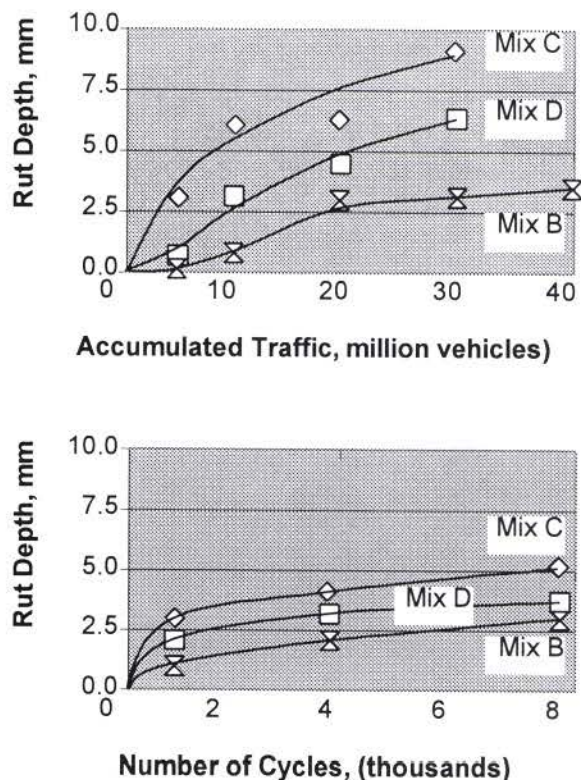 Rut Depth, mm
10.0
7.5
5.0
2.5
0.0
Mix C
Mix D
Mix B
0
10
20
30
40
Accumulated Traffic, million vehicles)
Rut Depth, mm
10.0
7.5
5.0
2.5
0.0
Mix C
Mix D
Mix B
0
2
4
6
8
Number of Cycles, (thousands)